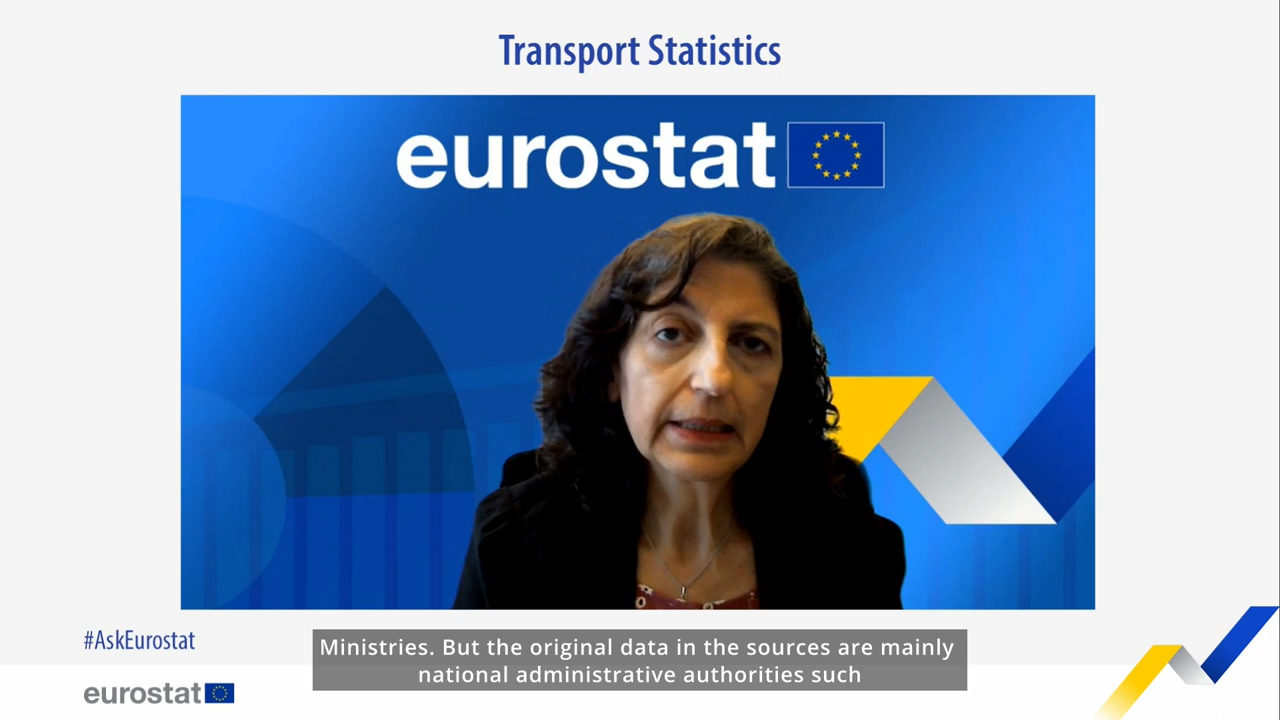 Transport Statistics
eurostat
#AskEurostat
Ministries. But the original data in the sources are mainly
national administrative authorities such
eurostat